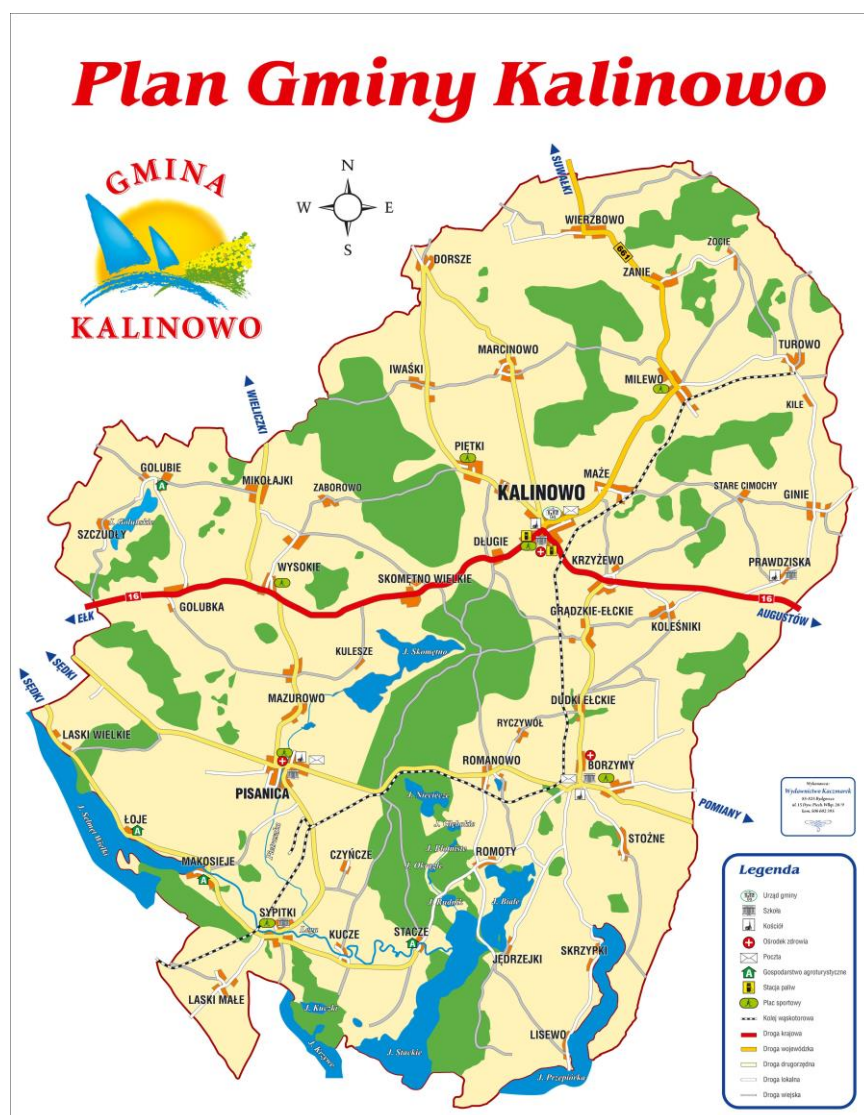 Plan Gminy Kalinowo
GMINA
KALINOWO
N
W E
S
SUWAŁKI
WIERZBOWO
661
ZOCIE
ZANIE
DORSZE
TUROWO
MARCINOWO
IWAŚKI
MILEWO
KILE
WIELICZKI
PIĘTKI
GOLUBIE
MIKOŁAJKI
ZABOROWO
KALINOWO
MAŻE
STARE CIMOCHY
GINIE
SZCZUDŁY
DŁUGIE
WYSOKIE
KRZYŻEWO
PRAWDZISKA
SKOMĘTNO WIELKIE
16
16
EŁK
GOLUBKA
GRĄDZKIE-EŁCKIE
KOLEŚNIKI
AUGUSTÓW
KULESZE
J. Skomętno
SĘDKI
SĘDKI
MAZUROWO
DUDKI EŁCKIE
LASKI WIELKIE
RYCZYWÓŁ
ROMANOWO
BORZYMY
PISANICA
POMIANY
Wydawnictwo Kaczmarek
J. Selmęt Wielki
ŁOJE
STOŻNE
MAKOSIEJE
CZYŃCZE
ROMOTY
J. Białe
SYPITKI
KUCZE
STACZE
JĘDRZEJKI
SKRZYPKI
LASKI MAŁE
J. Krzywe
J. Stackie
LISEWO
J. Przepiórka
Legenda
Urząd gminy
Szkoła
Kościół
Ośrodek zdrowia
Poczta
Gospodarstwo agroturystyczne
Stacja paliw
Plac sportowy
Kolej wąskotorowa
Droga krajowa
Droga wojewódzka
Droga drugorzędna
Droga lokalna
Droga wiejska